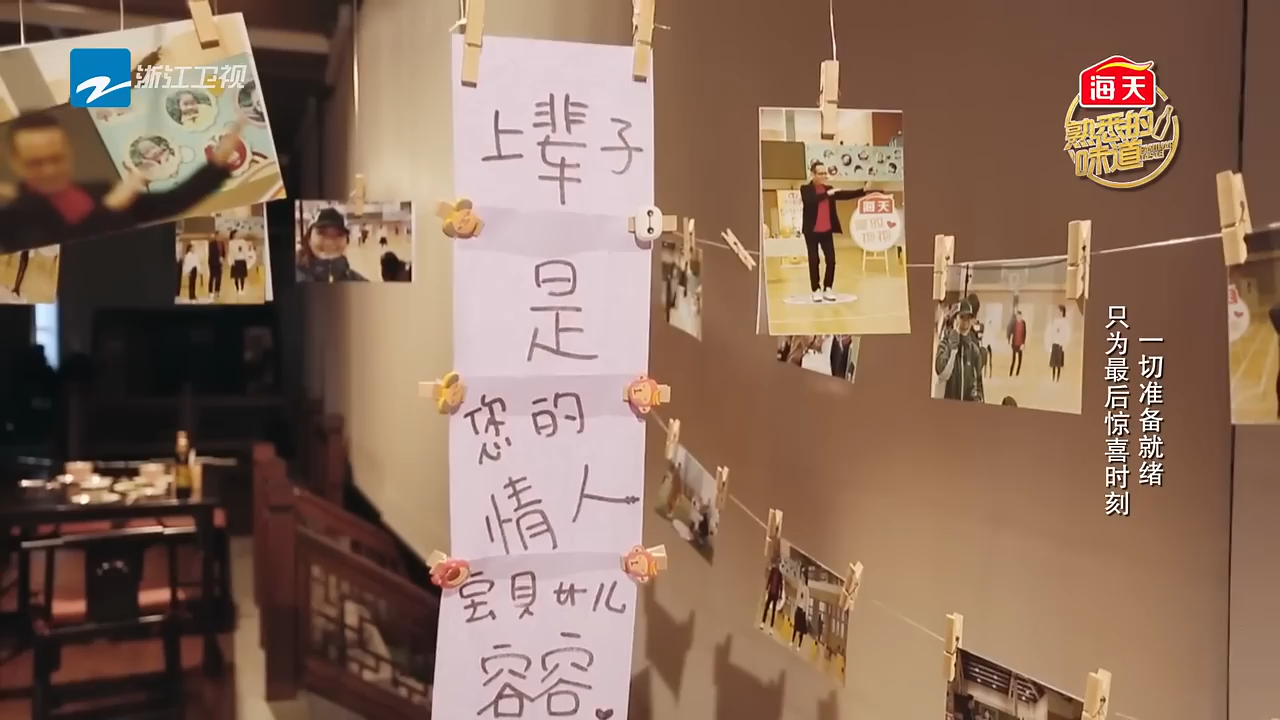 浙江卫视
海天
熟悉的
味道
上辈子
是
您的
情人
宝贝女儿
容容
海天
一切准备就绪
只为最后惊喜时刻